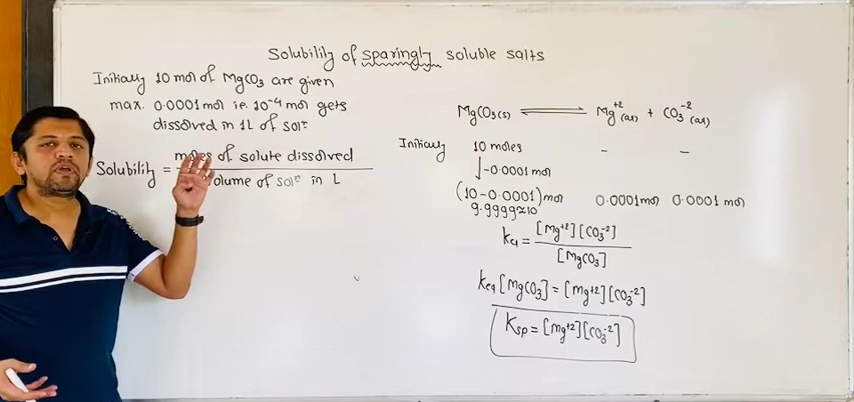 Solubility of sparingly soluble salts
Initially 10 mol of MgCO3 are given
max. 0.0001 mol ie. 10⁻⁴ mol gets
dissolved in 1L of solⁿ
Solubility = moles of solute dissolved
volume of solⁿ in L
MgCO3(s) ⇌ Mg⁺²(aq) + CO3⁻²(aq)
Initially 10 moles - -
↓-0.0001 mol
(10-0.0001) mol 0.0001 mol 0.0001 mol
9.9999≈10
Keq = [Mg⁺²][CO3⁻²]
[MgCO3]
Keq [MgCO3] = [Mg⁺²][CO3⁻²]
Ksp = [Mg⁺²][CO3⁻²]